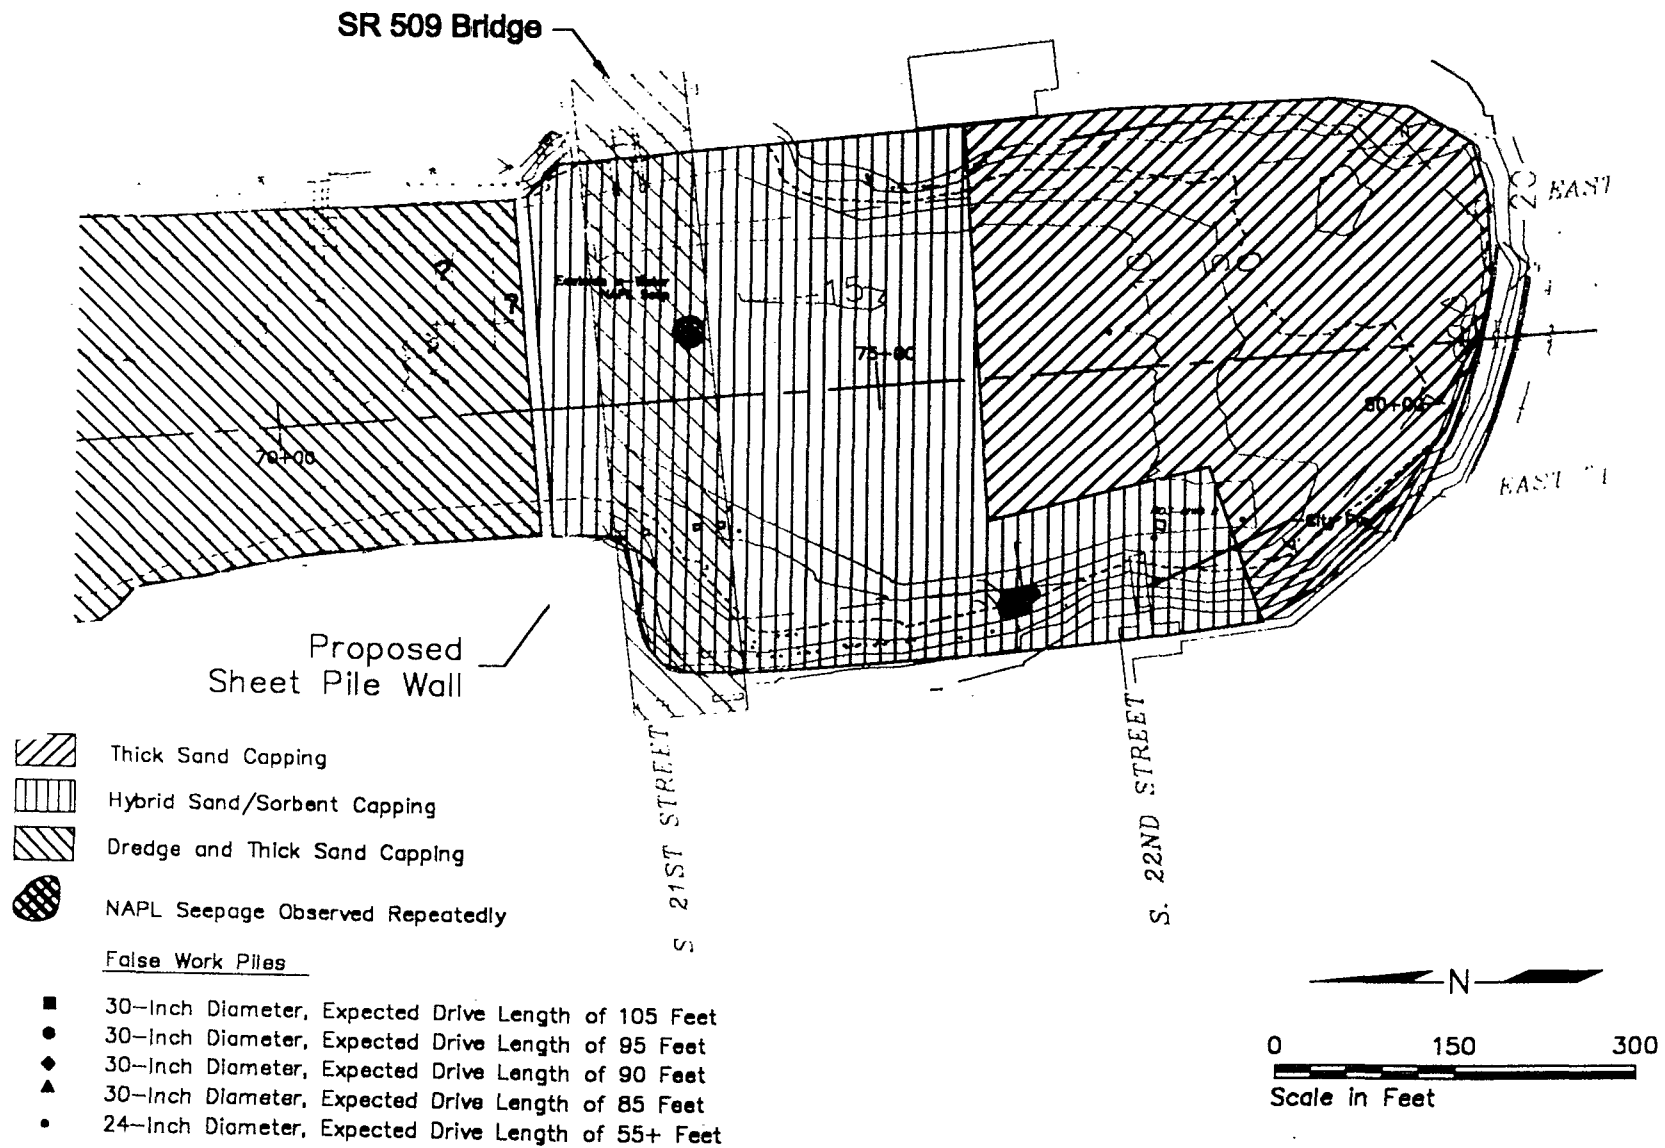 SR 509 Bridge
EAST
15
75+00
80+00
70+00
EAST
Proposed
Sheet Pile Wall
S 21ST STREET
S. 22ND STREET
Thick Sand Capping
Hybrid Sand/Sorbent Capping
Dredge and Thick Sand Capping
NAPL Seepage Observed Repeatedly
False Work Piles
30-Inch Diameter, Expected Drive Length of 105 Feet
30-Inch Diameter, Expected Drive Length of 95 Feet
30-Inch Diameter, Expected Drive Length of 90 Feet
30-Inch Diameter, Expected Drive Length of 85 Feet
24-Inch Diameter, Expected Drive Length of 55+ Feet
N
0 150 300
Scale in Feet